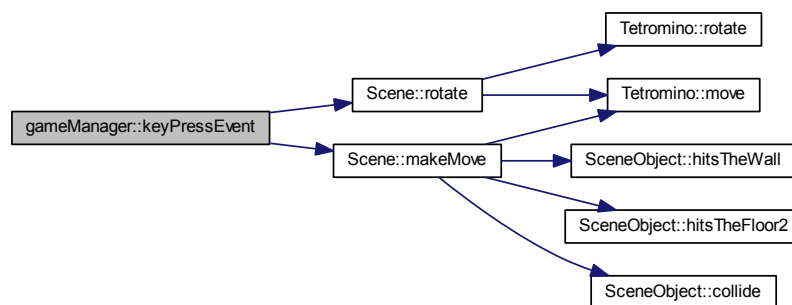 Tetromino::rotate
Scene::rotate
Tetromino::move
gameManager::keyPressEvent
Scene::makeMove
SceneObject::hitsTheWall
SceneObject::hitsTheFloor2
SceneObject::collide